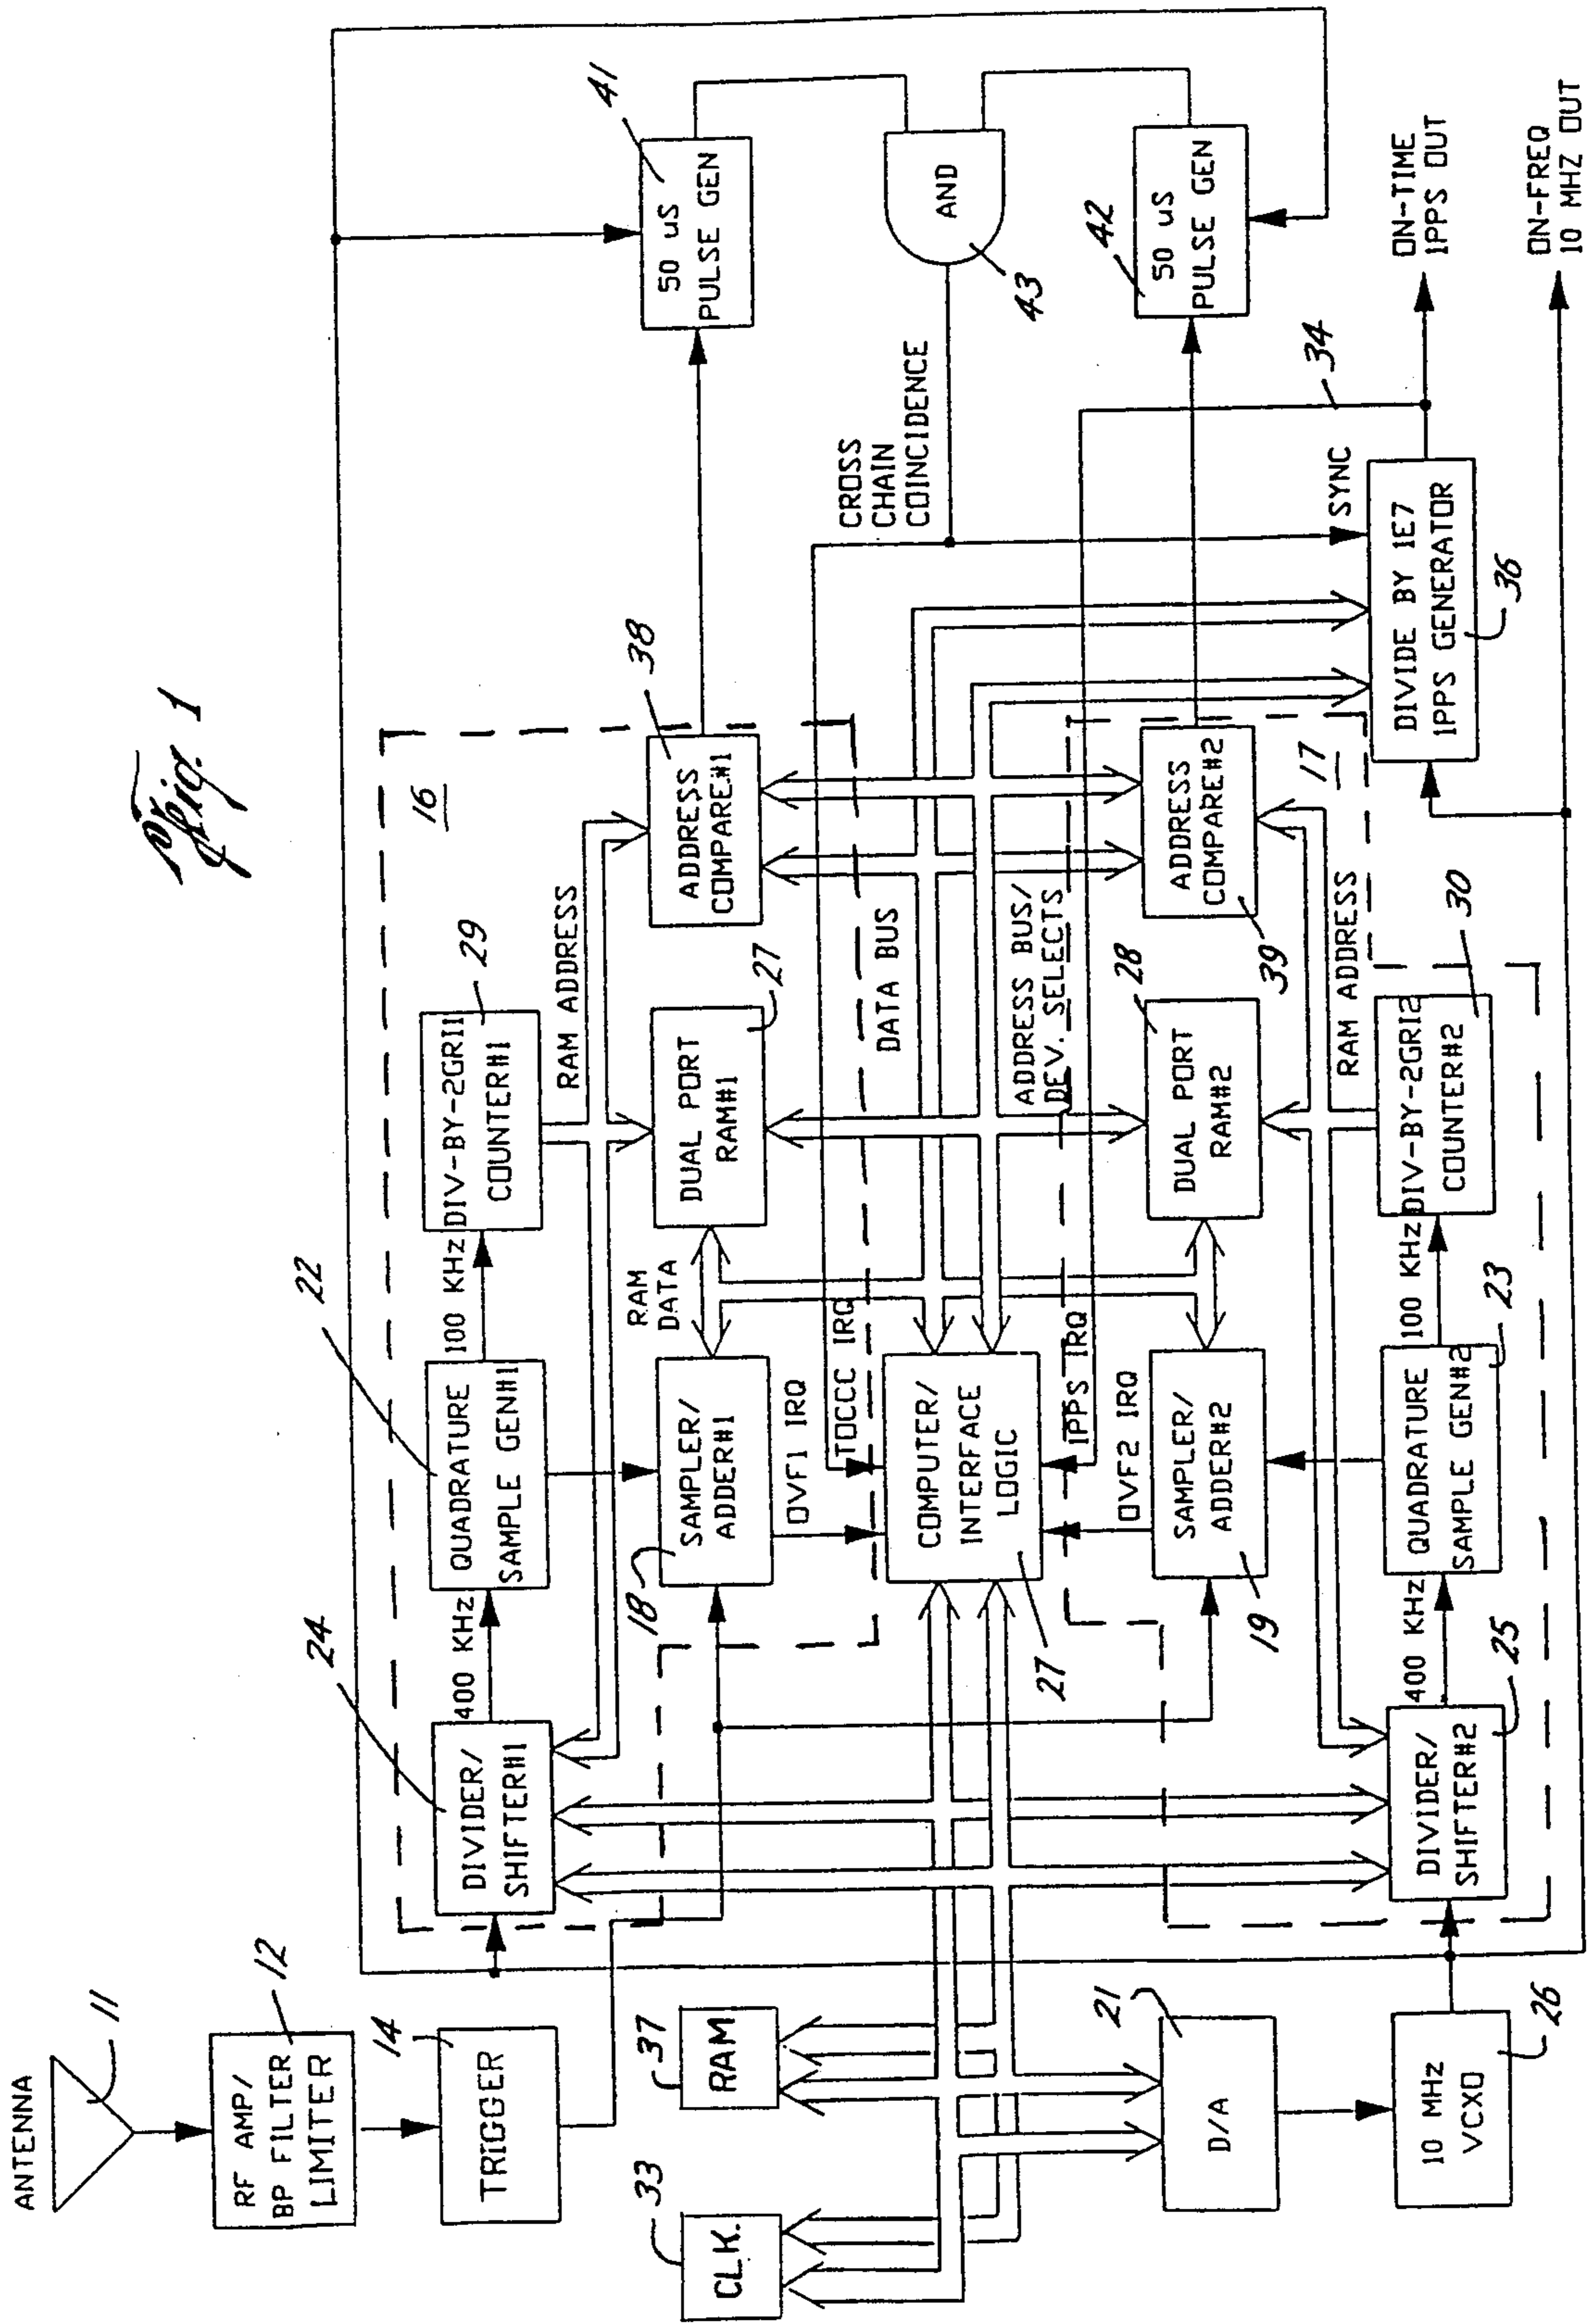 Fig. 1
ANTENNA
11
RF AMP/
BP FILTER
LIMITER
12
TRIGGER
14
16
DIVIDER/
SHIFTER#1
24
400 KHz
QUADRATURE
SAMPLE GEN#1
22
100 KHz
DIV-BY-2GRI1
COUNTER#1
29
RAM ADDRESS
SAMPLER/
ADDER#1
18
RAM
DATA
DUAL PORT
RAM#1
27
ADDRESS
COMPARE#1
38
50 uS
PULSE GEN
41
OVF1 IRQ
TOCCC IRQ
DATA BUS
CROSS
CHAIN
COINCIDENCE
AND
43
CLK.
33
RAM
37
COMPUTER/
INTERFACE
LOGIC
27
ADDRESS BUS/
DEV. SELECTS
1PPS IRQ
OVF2 IRQ
SAMPLER/
ADDER#2
19
DUAL PORT
RAM#2
28
ADDRESS
COMPARE#2
39
50 uS
PULSE GEN
42
17
RAM ADDRESS
D/A
21
10 MHz
VCXO
26
DIVIDER/
SHIFTER#2
25
400 KHz
QUADRATURE
SAMPLE GEN#2
23
100 KHz
DIV-BY-2GRI2
COUNTER#2
30
SYNC
DIVIDE BY 1E7
1PPS GENERATOR
36
34
ON-TIME
1PPS OUT
ON-FREQ
10 MHZ OUT